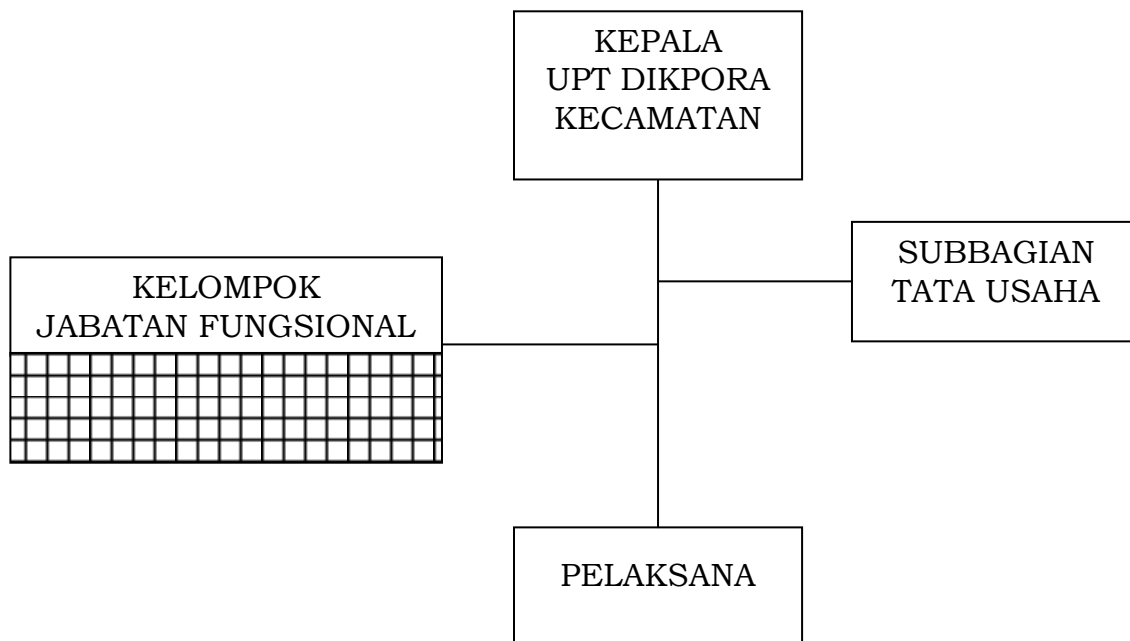 KEPALA
UPT DIKPORA
KECAMATAN
SUBBAGIAN
TATA USAHA
KELOMPOK
JABATAN FUNGSIONAL
PELAKSANA